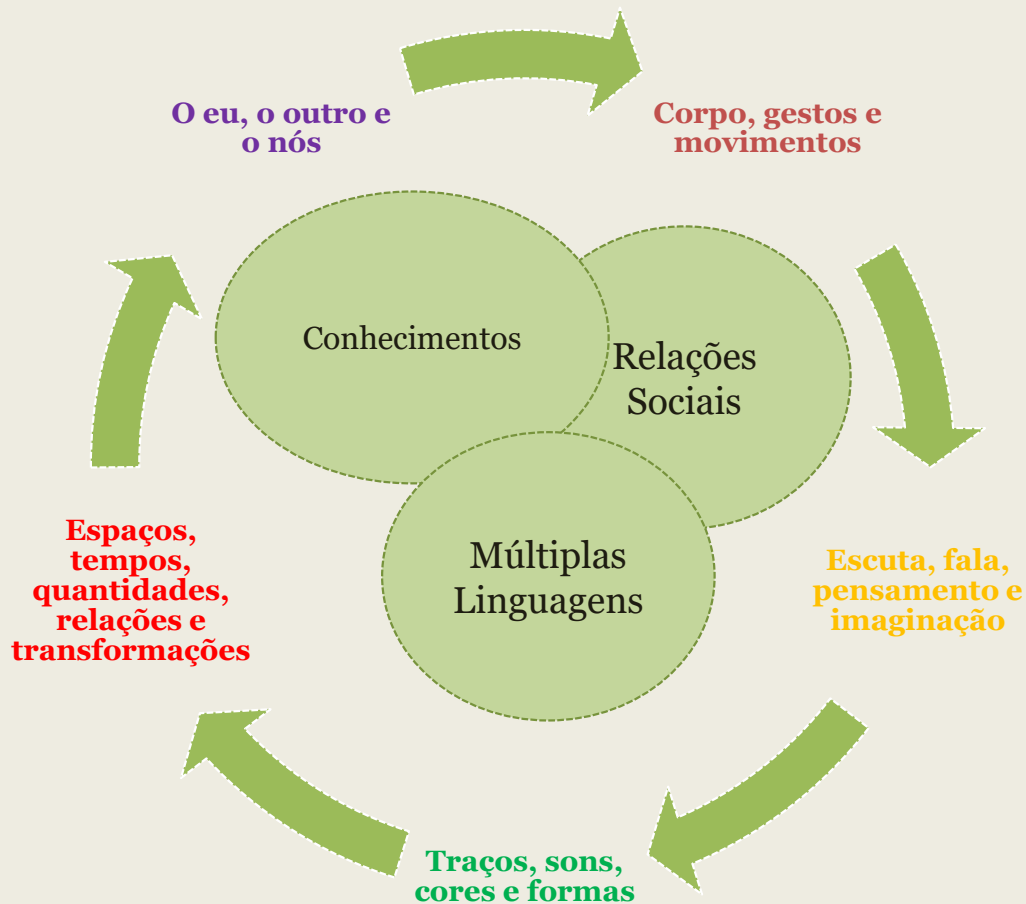 O eu, o outro e
o nós
Corpo, gestos e
movimentos
Conhecimentos
Relações
Sociais
Múltiplas
Linguagens
Espaços,
tempos,
quantidades,
relações e
transformações
Escuta, fala,
pensamento e
imaginação
Traços, sons,
cores e formas